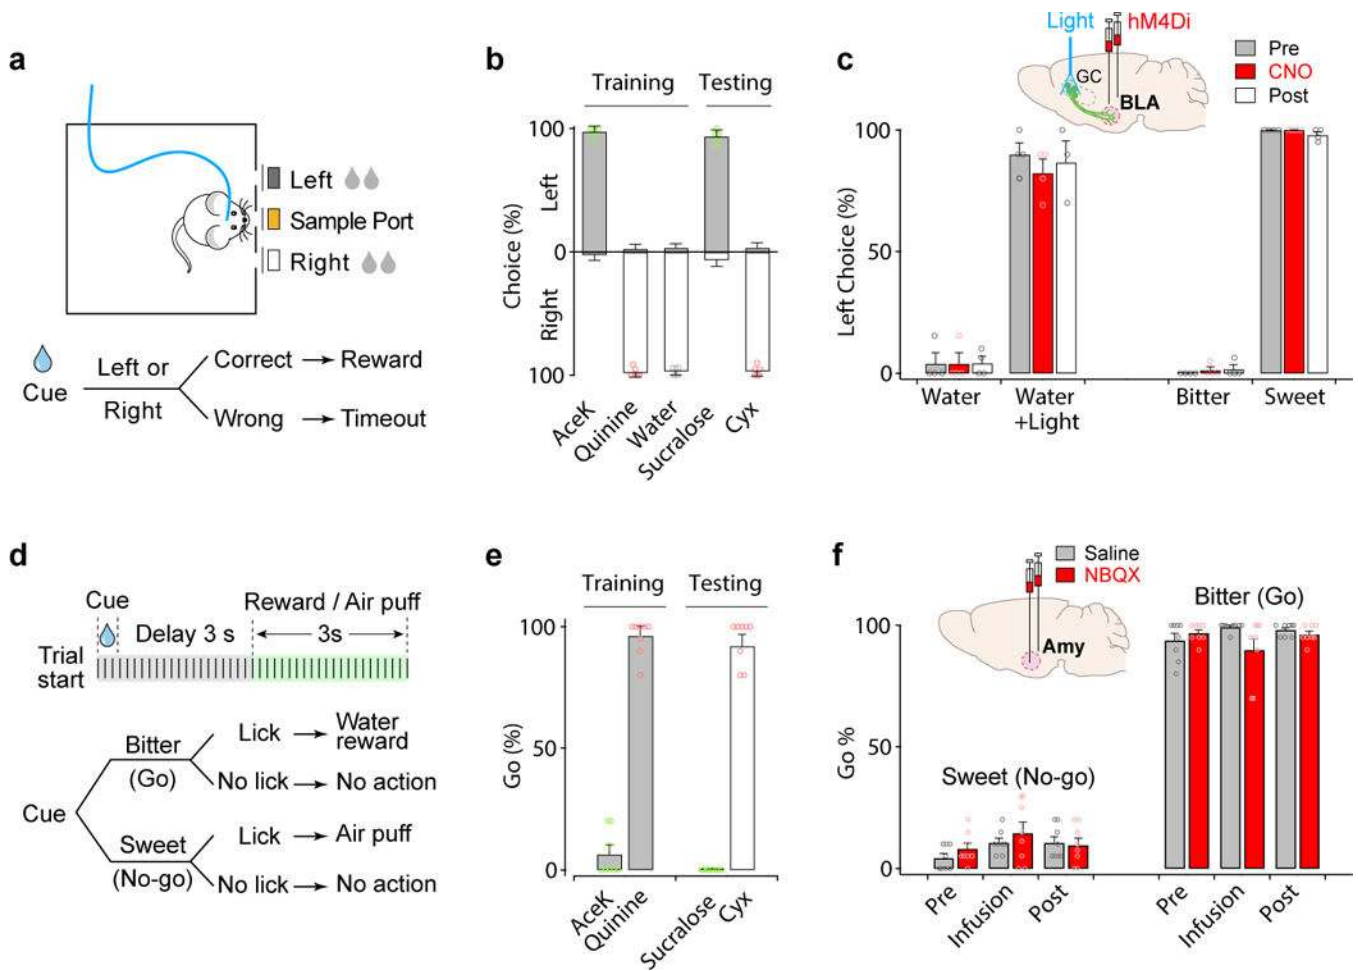 a
Left
Sample Port
Right
Cue
Left or
Right
Correct → Reward
Wrong → Timeout
b
Training
Testing
Choice (%)
Left
Right
100
0
100
AceK
Quinine
Water
Sucralose
Cyx
c
Light
hM4Di
GC
BLA
Pre
CNO
Post
Left Choice (%)
100
50
0
Water
Water
+Light
Bitter
Sweet
d
Cue
Reward / Air puff
Delay 3 s
3s
Trial
start
Cue
Bitter
(Go)
Lick → Water
reward
No lick → No action
Sweet
(No-go)
Lick → Air puff
No lick → No action
e
Training
Testing
Go (%)
100
50
0
AceK
Quinine
Sucralose
Cyx
f
Saline
NBQX
Amy
Bitter (Go)
Sweet (No-go)
Go %
100
50
0
Pre
Infusion
Post
Pre
Infusion
Post